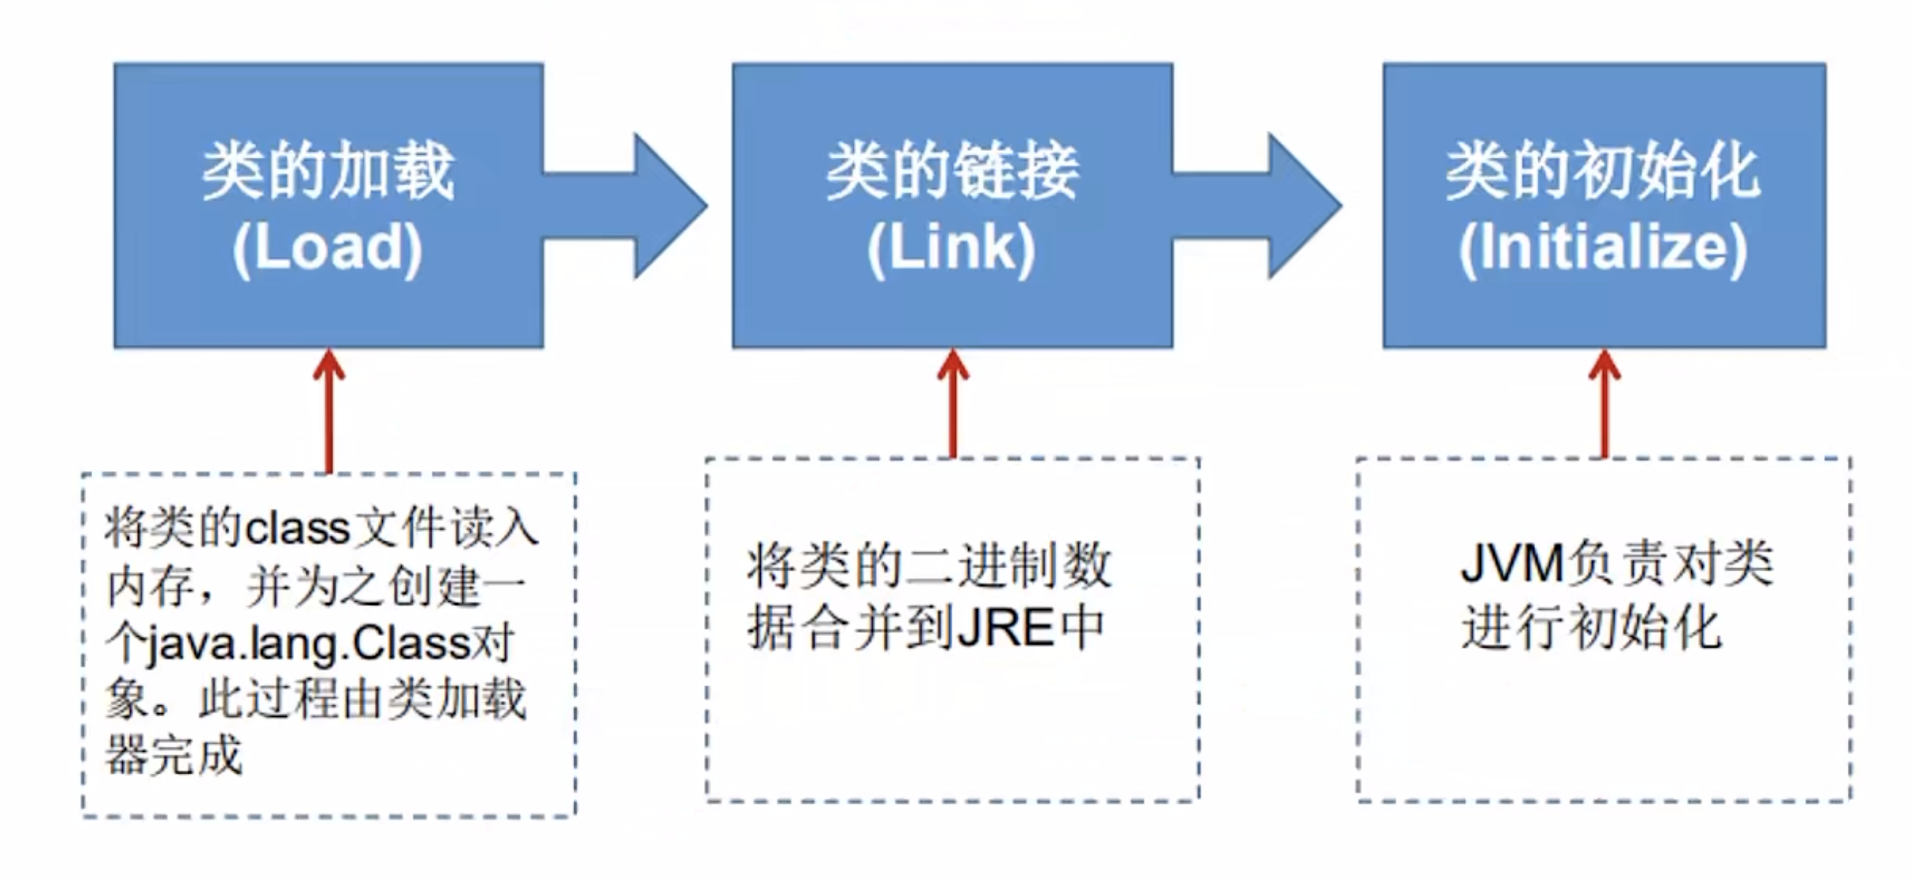 类的加载
(Load)
类的链接
(Link)
类的初始化
(Initialize)
将类的class文件读入
内存，并为之创建一
个java.lang.Class对
象。此过程由类加载
器完成
将类的二进制数
据合并到JRE中
JVM负责对类
进行初始化